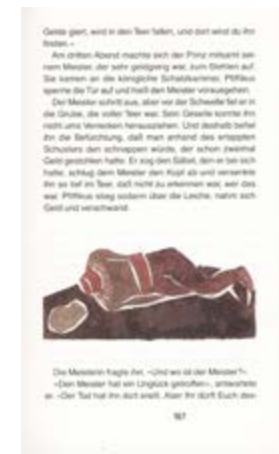 Gelde giert, wird in den Teer fallen, und dort wirst du ihn
finden.«
Am dritten Abend machte sich der Prinz mitsamt sei-
nem Meister, der sehr geldgierig war, zum Stehlen auf.
Sie kamen an die königliche Schatzkammer, Pfiffikus
sperrte die Tür auf und hieß den Meister vorausgehen.
Der Meister schritt aus, aber vor der Schwelle fiel er in
die Grube, die voller Teer war. Sein Geselle konnte ihn
nicht ums Verrecken herausziehen. Und deshalb befiel
ihn die Befürchtung, daß man anhand des ertappten
Schusters den schnappen würde, der schon zweimal
Geld gestohlen hatte. Er zog den Säbel, den er bei sich
hatte, schlug dem Meister den Kopf ab und versenkte
ihn so tief im Teer, daß nicht zu erkennen war, wer das
war. Pfiffikus stieg sodann über die Leiche, nahm sich
Geld und verschwand.
Die Meisterin fragte ihn: »Und wo ist der Meister?«
»Den Meister hat ein Unglück getroffen«, antwortete
er. »Der Tod hat ihn dort ereilt. Aber Ihr dürft Euch des-
167